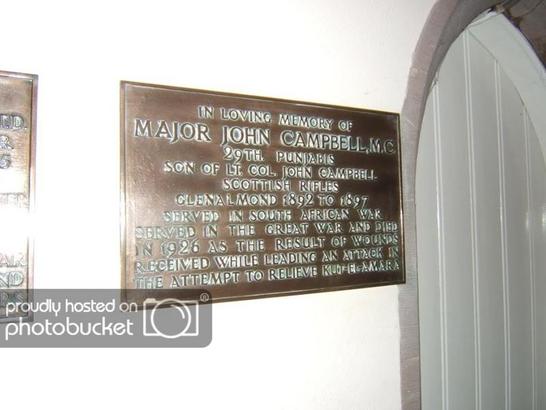 IN LOVING MEMORY OF
MAJOR JOHN CAMPBELL, M.C.
29TH PUNJABIS
SON OF LT. COL. JOHN CAMPBELL
SCOTTISH RIFLES
GLENALMOND 1892 TO 1897
SERVED IN SOUTH AFRICAN WAR
SERVED IN THE GREAT WAR AND DIED
IN 1926 AS THE RESULT OF WOUNDS
RECEIVED WHILE LEADING AN ATTACK IN
THE ATTEMPT TO RELIEVE KUT-EL-AMARA
proudly hosted on
photobucket